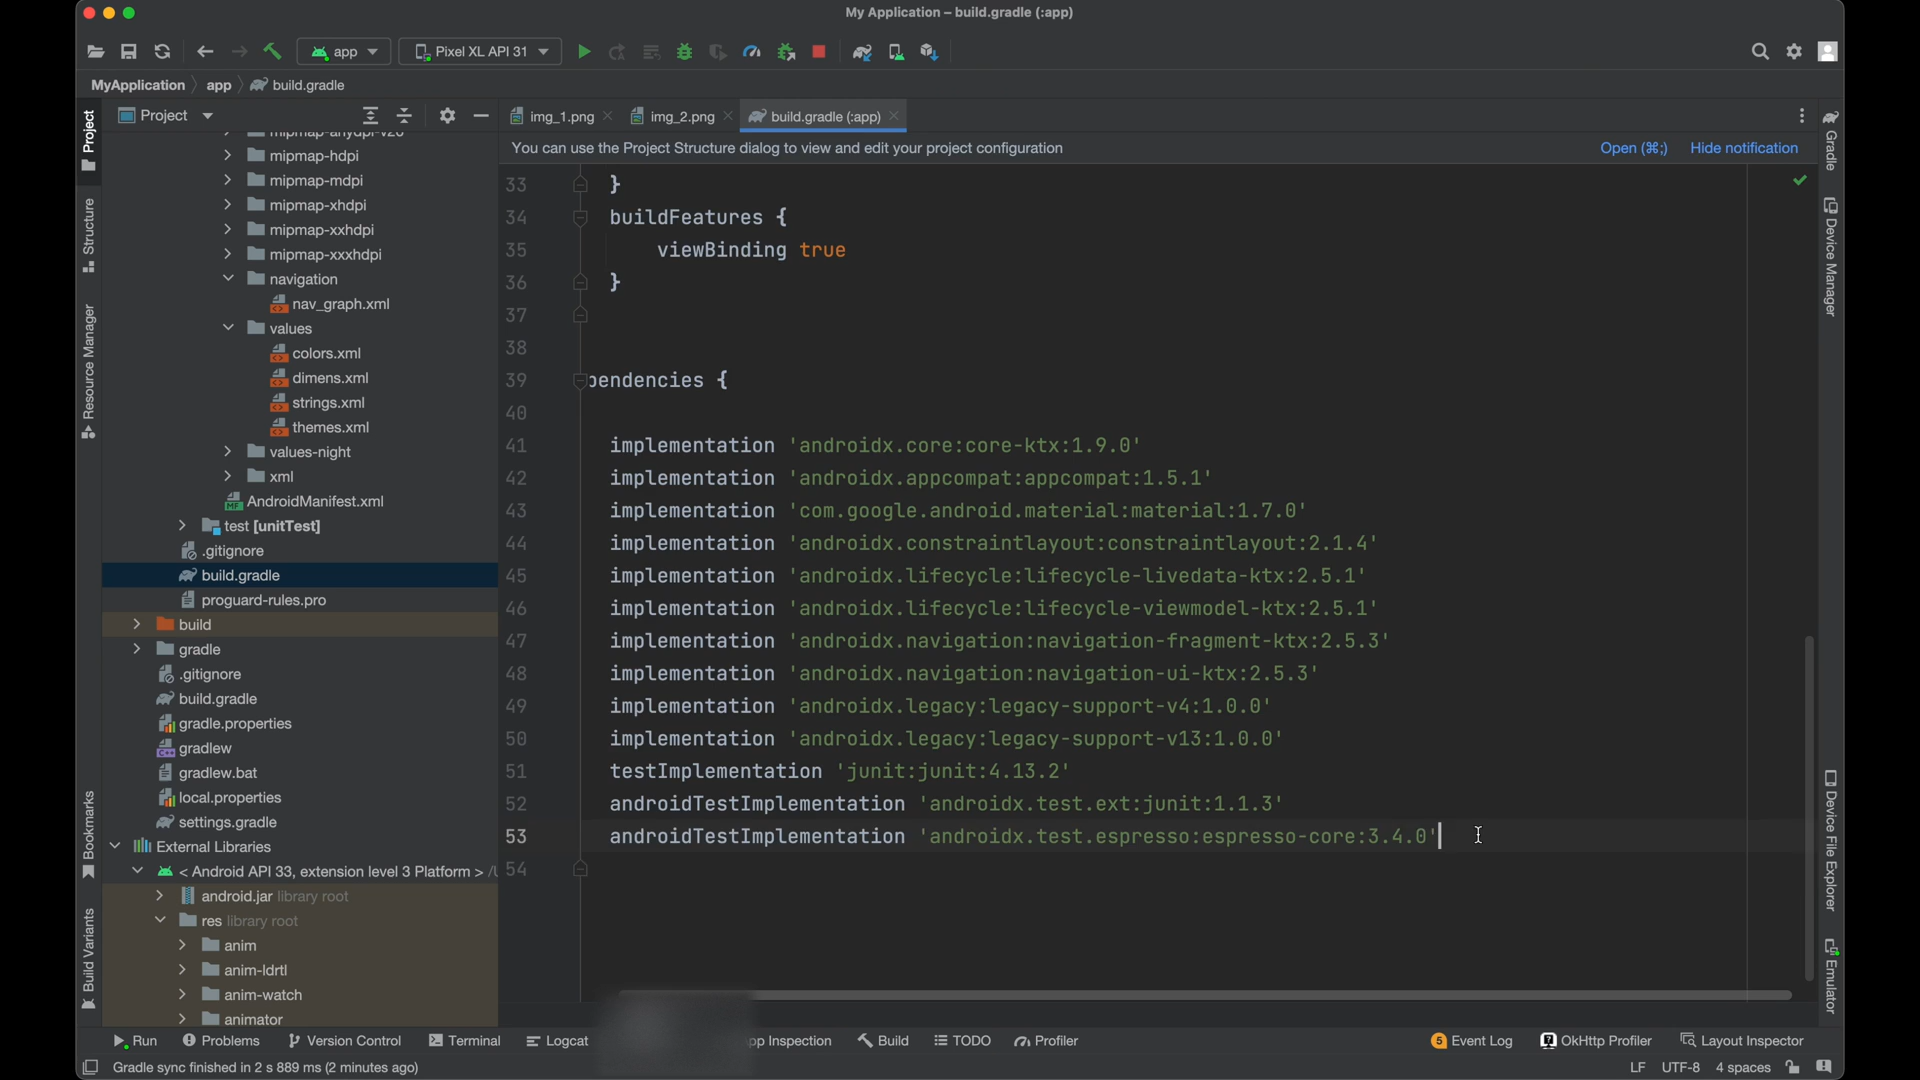 My Application – build.gradle (:app)
app
Pixel XL API 31
MyApplication
app
build.gradle
Project
img_1.png
img_2.png
build.gradle (:app)
You can use the Project Structure dialog to view and edit your project configuration
Open (⌘;)
Hide notification
Project
Structure
Resource Manager
Bookmarks
Build Variants
mipmap-anydpi-v26
mipmap-hdpi
mipmap-mdpi
mipmap-xhdpi
mipmap-xxhdpi
mipmap-xxxhdpi
navigation
nav_graph.xml
values
colors.xml
dimens.xml
strings.xml
themes.xml
values-night
xml
AndroidManifest.xml
test [unitTest]
.gitignore
build.gradle
proguard-rules.pro
build
gradle
.gitignore
build.gradle
gradle.properties
gradlew
gradlew.bat
local.properties
settings.gradle
External Libraries
< Android API 33, extension level 3 Platform > /
android.jar library root
res library root
anim
anim-ldrtl
anim-watch
animator
33 }
34 buildFeatures {
35 viewBinding true
36 }
37
38
39 pendencies {
40
41 implementation 'androidx.core:core-ktx:1.9.0'
42 implementation 'androidx.appcompat:appcompat:1.5.1'
43 implementation 'com.google.android.material:material:1.7.0'
44 implementation 'androidx.constraintlayout:constraintlayout:2.1.4'
45 implementation 'androidx.lifecycle:lifecycle-livedata-ktx:2.5.1'
46 implementation 'androidx.lifecycle:lifecycle-viewmodel-ktx:2.5.1'
47 implementation 'androidx.navigation:navigation-fragment-ktx:2.5.3'
48 implementation 'androidx.navigation:navigation-ui-ktx:2.5.3'
49 implementation 'androidx.legacy:legacy-support-v4:1.0.0'
50 implementation 'androidx.legacy:legacy-support-v13:1.0.0'
51 testImplementation 'junit:junit:4.13.2'
52 androidTestImplementation 'androidx.test.ext:junit:1.1.3'
53 androidTestImplementation 'androidx.test.espresso:espresso-core:3.4.0'
54
Gradle
Device Manager
Device File Explorer
Emulator
Run
Problems
Version Control
Terminal
Logcat
pp Inspection
Build
TODO
Profiler
5 Event Log
OkHttp Profiler
Layout Inspector
Gradle sync finished in 2 s 889 ms (2 minutes ago)
LF
UTF-8
4 spaces